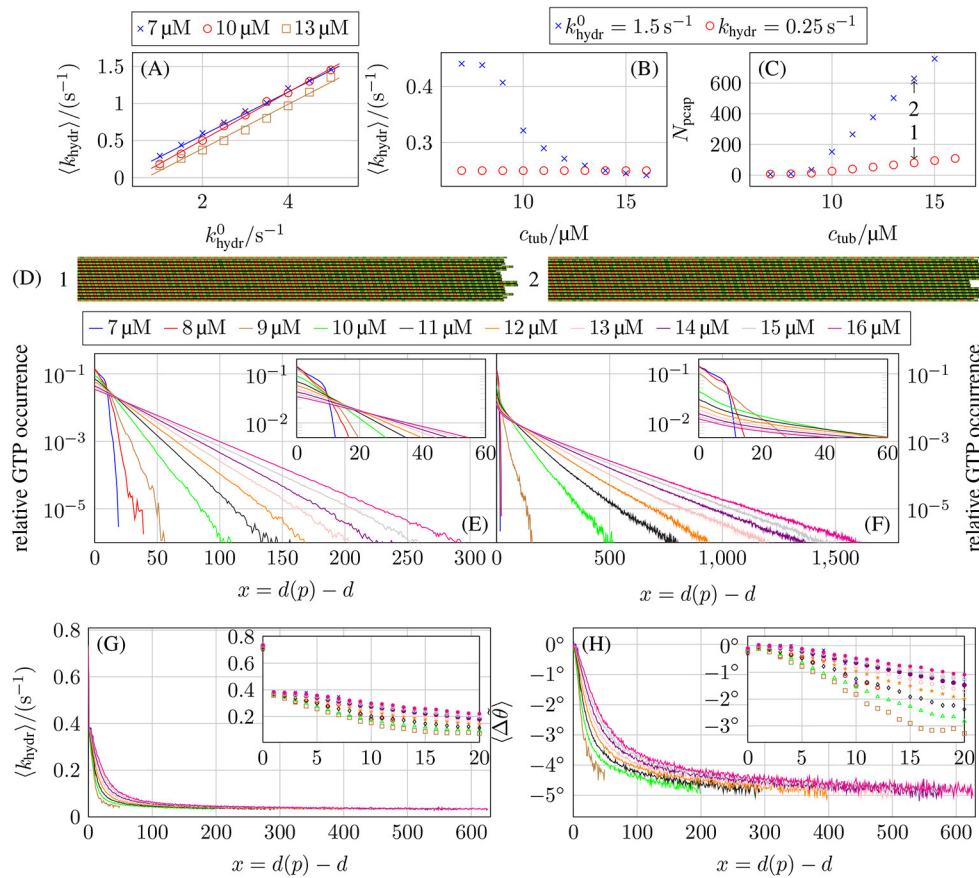 7 µM 10 µM 13 µM
k⁰hydr = 1.5 s⁻¹ khydr = 0.25 s⁻¹
(A)
⟨khydr⟩/(s⁻¹)
1.5
1
0.5
0
2 4
k⁰hydr/s⁻¹
(B)
⟨khydr⟩/(s⁻¹)
0.4
0.3
10 15
ctub/µM
(C)
Npcap
600
400
200
0
2
1
10 15
ctub/µM
(D) 1 2
7 µM 8 µM 9 µM 10 µM 11 µM 12 µM 13 µM 14 µM 15 µM 16 µM
relative GTP occurrence
10⁻¹
10⁻³
10⁻⁵
10⁻¹
10⁻²
0 20 40 60
(E)
0 50 100 150 200 250 300
x = d(p) − d
10⁻¹
10⁻²
0 20 40 60
(F)
10⁻¹
10⁻³
10⁻⁵
relative GTP occurrence
0 500 1,000 1,500
x = d(p) − d
(G)
⟨khydr⟩/(s⁻¹)
0.8
0.6
0.4
0.2
0
0.8
0.6
0.4
0.2
0 5 10 15 20
0 100 200 300 400 500 600
x = d(p) − d
(H)
⟨Δθ̃⟩
0°
−1°
−2°
−3°
−4°
−5°
0°
−1°
−2°
−3°
0 5 10 15 20
0 100 200 300 400 500 600
x = d(p) − d